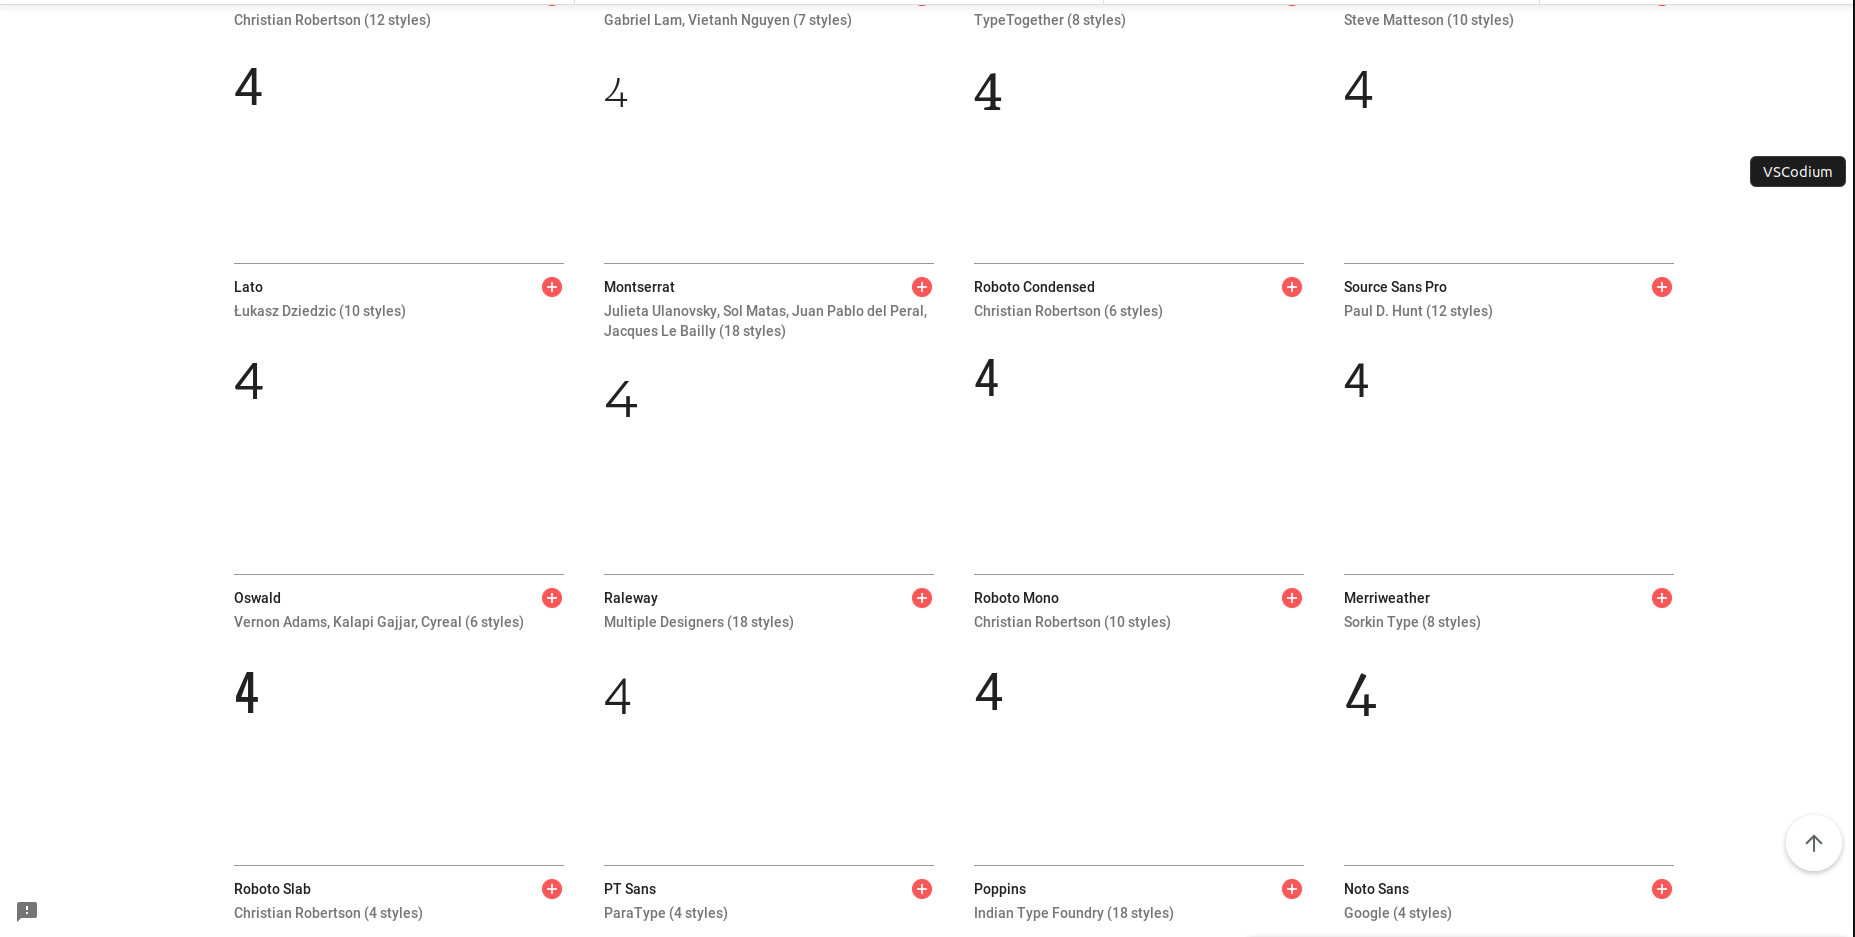 Christian Robertson (12 styles)
Gabriel Lam, Vietanh Nguyen (7 styles)
TypeTogether (8 styles)
Steve Matteson (10 styles)
4
4
4
4
VSCodium
Lato
Łukasz Dziedzic (10 styles)
Montserrat
Julieta Ulanovsky, Sol Matas, Juan Pablo del Peral,
Jacques Le Bailly (18 styles)
Roboto Condensed
Christian Robertson (6 styles)
Source Sans Pro
Paul D. Hunt (12 styles)
4
4
4
4
Oswald
Vernon Adams, Kalapi Gajjar, Cyreal (6 styles)
Raleway
Multiple Designers (18 styles)
Roboto Mono
Christian Robertson (10 styles)
Merriweather
Sorkin Type (8 styles)
4
4
4
4
Roboto Slab
Christian Robertson (4 styles)
PT Sans
ParaType (4 styles)
Poppins
Indian Type Foundry (18 styles)
Noto Sans
Google (4 styles)